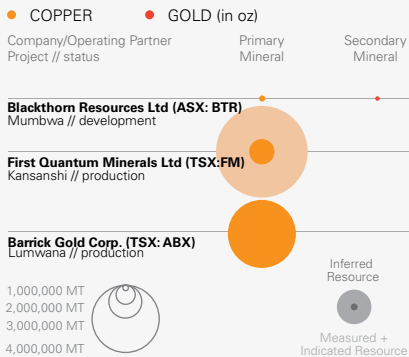 COPPER GOLD (in oz)
Company/Operating Partner Primary Secondary
Project // status Mineral Mineral
Blackthorn Resources Ltd (ASX: BTR)
Mumbwa // development
First Quantum Minerals Ltd (TSX:FM)
Kansanshi // production
Barrick Gold Corp. (TSX: ABX)
Lumwana // production
Inferred
Resource
1,000,000 MT
2,000,000 MT
3,000,000 MT
4,000,000 MT
Measured +
Indicated Resource